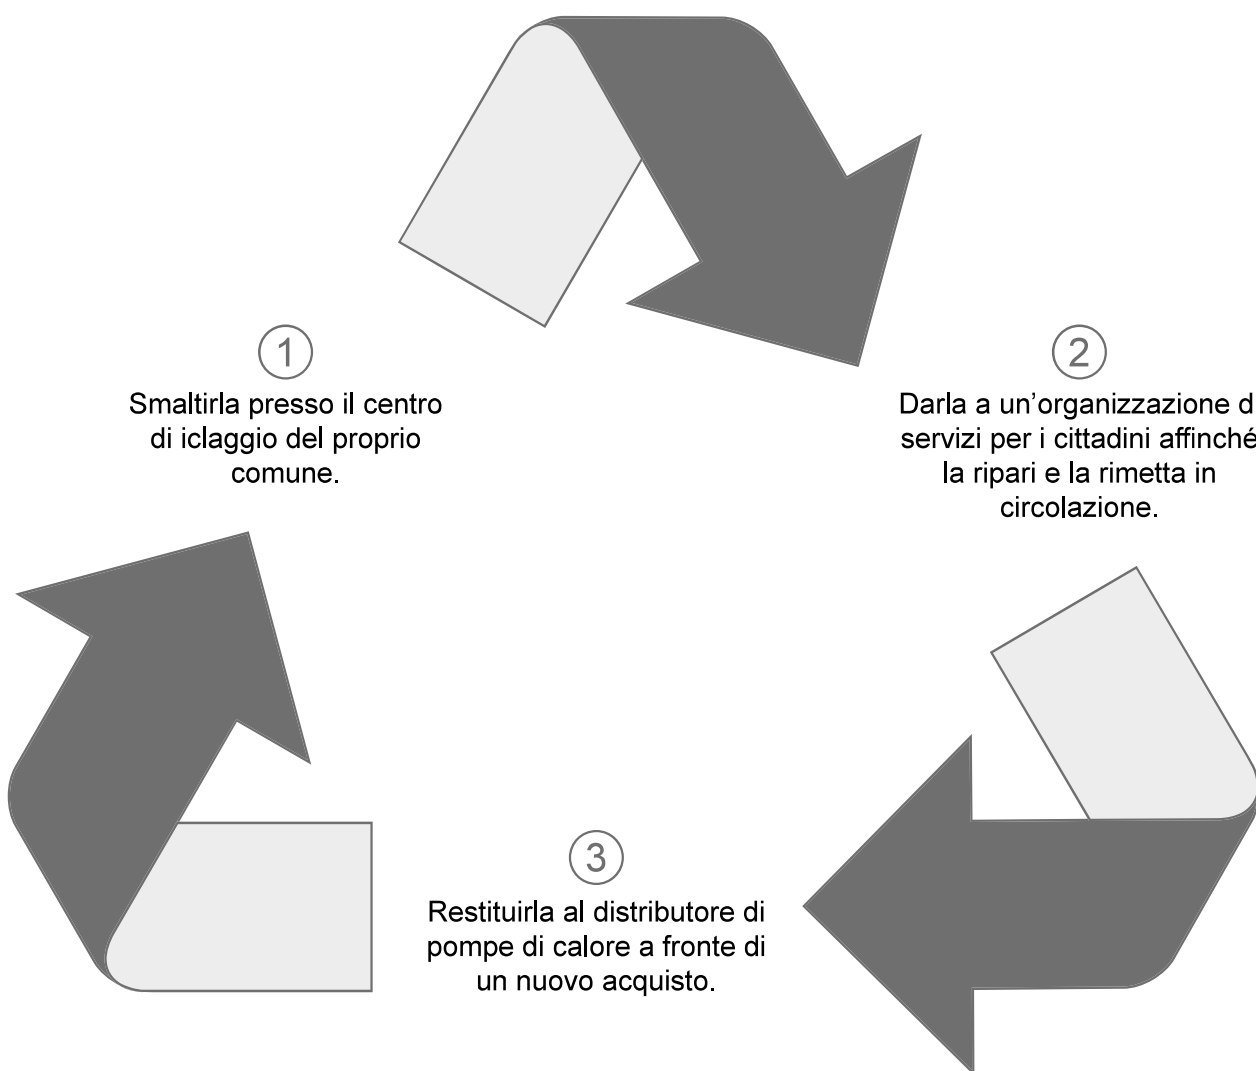 1
Smaltirla presso il centro
di iclaggio del proprio
comune.
2
Darla a un’organizzazione d
servizi per i cittadini affinché
la ripari e la rimetta in
circolazione.
3
Restituirla al distributore di
pompe di calore a fronte di
un nuovo acquisto.